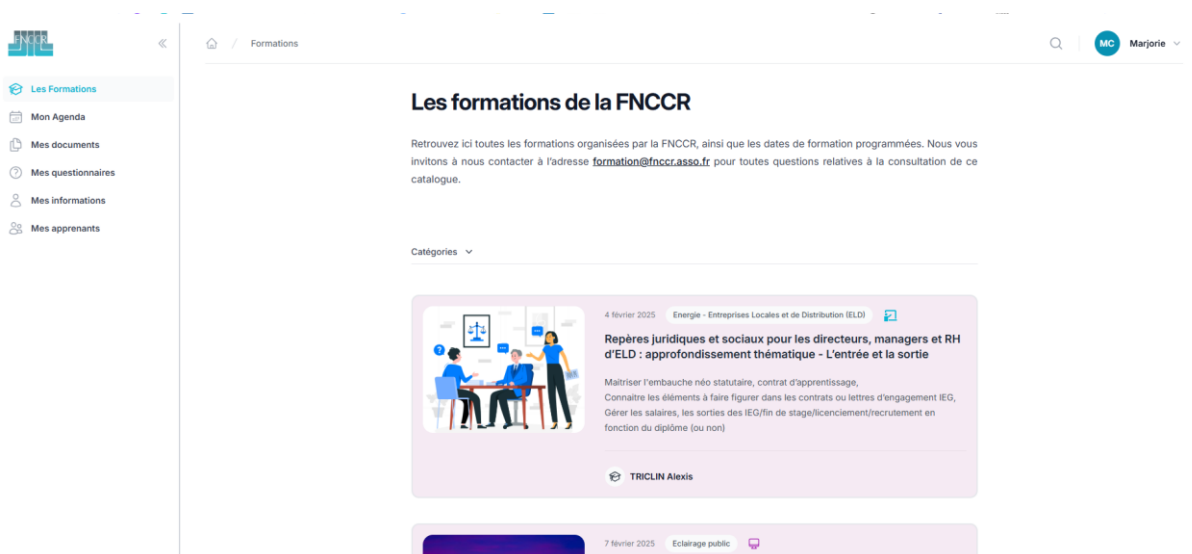 FNCCR
Formations
MC
Marjorie
Les Formations
Mon Agenda
Mes documents
Mes questionnaires
Mes informations
Mes apprenants
Les formations de la FNCCR
Retrouvez ici toutes les formations organisées par la FNCCR, ainsi que les dates de formation programmées. Nous vous
invitons à nous contacter à l'adresse formation@fnccr.asso.fr pour toutes questions relatives à la consultation de ce
catalogue.
Catégories
4 février 2025 Energie - Entreprises Locales et de Distribution (ELD)
Repères juridiques et sociaux pour les directeurs, managers et RH
d'ELD : approfondissement thématique - L'entrée et la sortie
Maitriser l'embauche néo statutaire, contrat d'apprentissage,
Connaitre les éléments à faire figurer dans les contrats ou lettres d'engagement IEG,
Gérer les salaires, les sorties des IEG/fin de stage/licenciement/recrutement en
fonction du diplôme (ou non)
TRICLIN Alexis
7 février 2025 Eclairage public